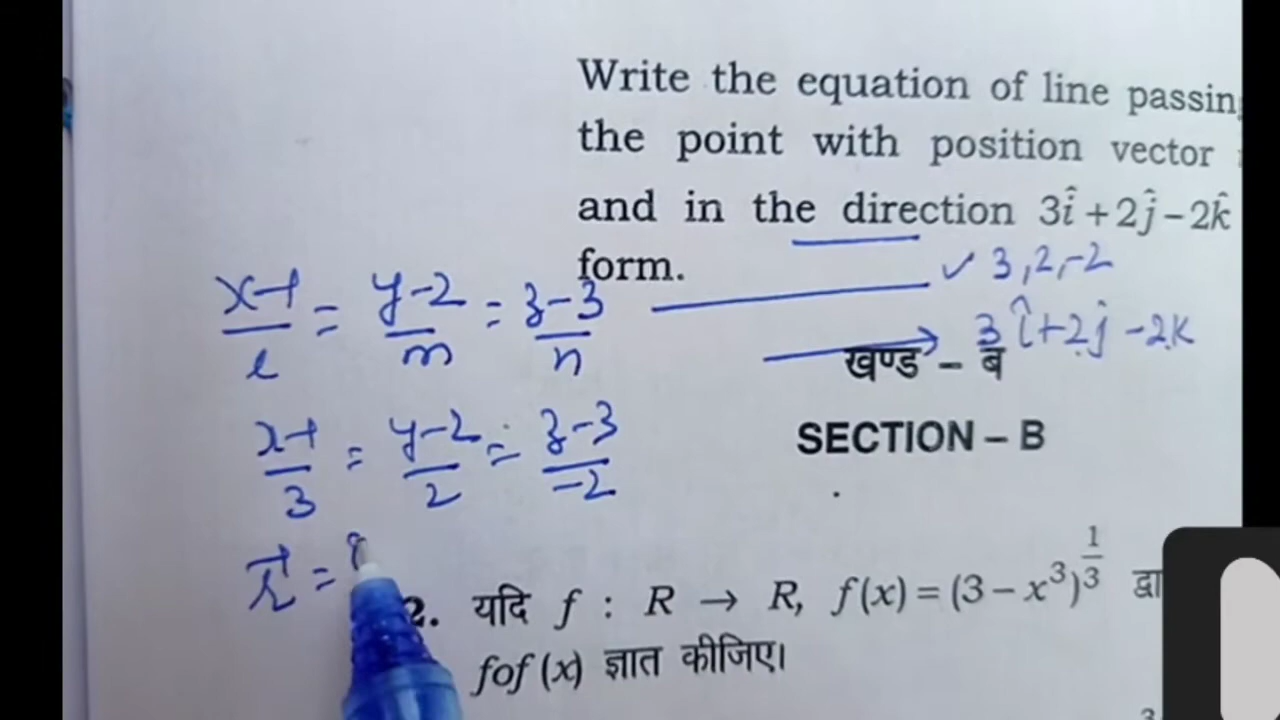 Write the equation of line passin
the point with position vector
and in the direction 3î + 2ĵ − 2k̂
form.
✓ 3,2,-2
x-1/l = y-2/m = z-3/n
3î+2j -2k
खण्ड – ब
x-1/3 = y-2/2 = z-3/-2
SECTION – B
r⃗ =
2. यदि f : R → R, f(x) = (3 − x³)^(1/3) द्वा
fof (x) ज्ञात कीजिए।